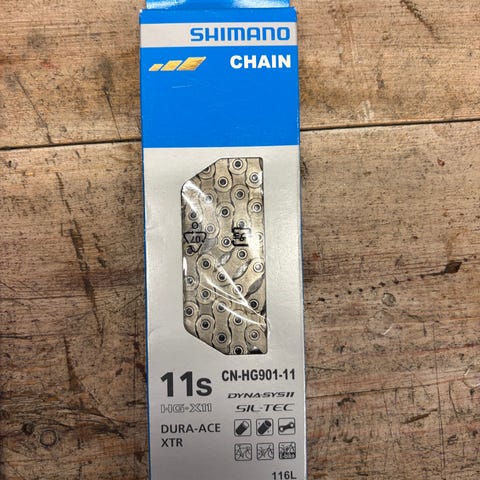 SHIMANO
CHAIN
11s
CN-HG901-11
HG-X11
DYNA-SYS11
SIL-TEC
DURA-ACE
XTR
116L